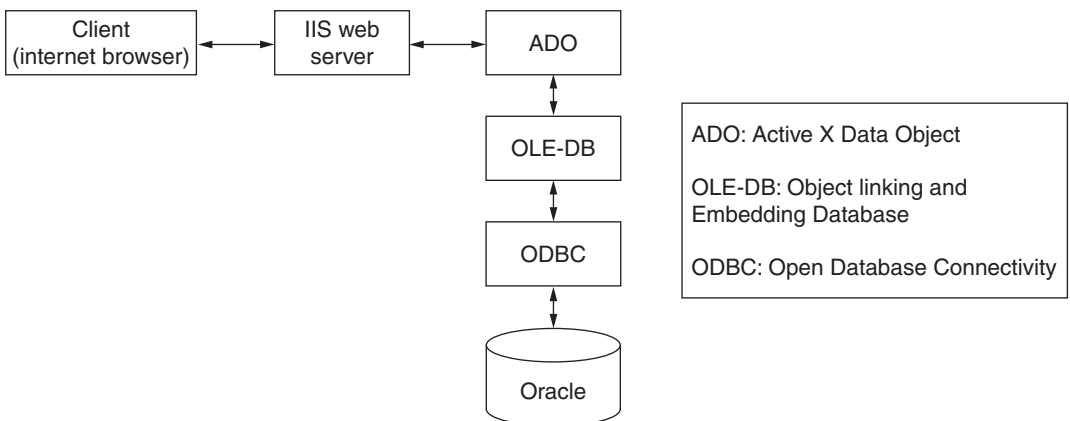 Client
(internet browser)
IIS web
server
ADO
OLE-DB
ODBC
Oracle
ADO: Active X Data Object
OLE-DB: Object linking and
Embedding Database
ODBC: Open Database Connectivity